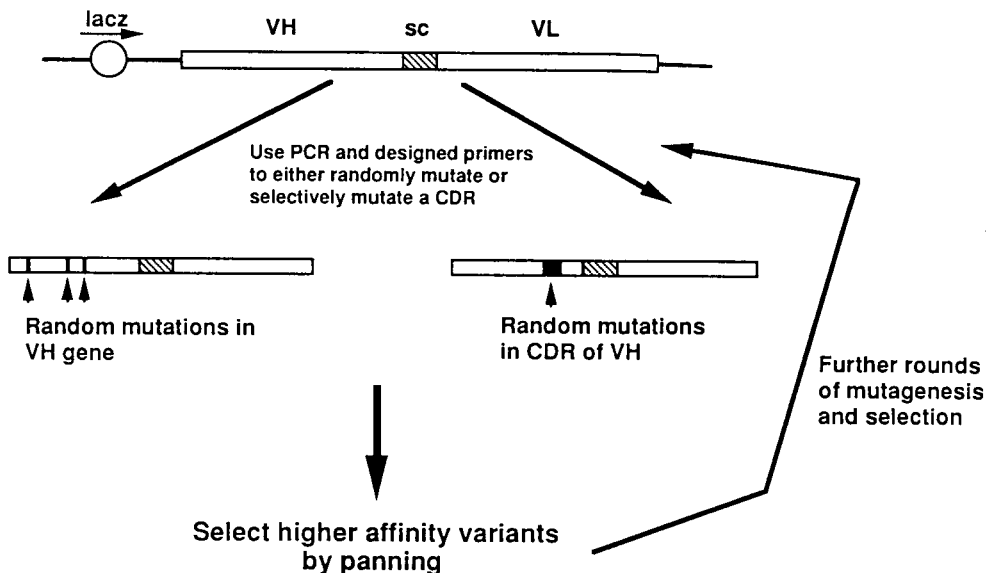 lacz
VH sc VL
Use PCR and designed primers
to either randomly mutate or
selectively mutate a CDR
Random mutations in
VH gene
Random mutations
in CDR of VH
Further rounds
of mutagenesis
and selection
Select higher affinity variants
by panning